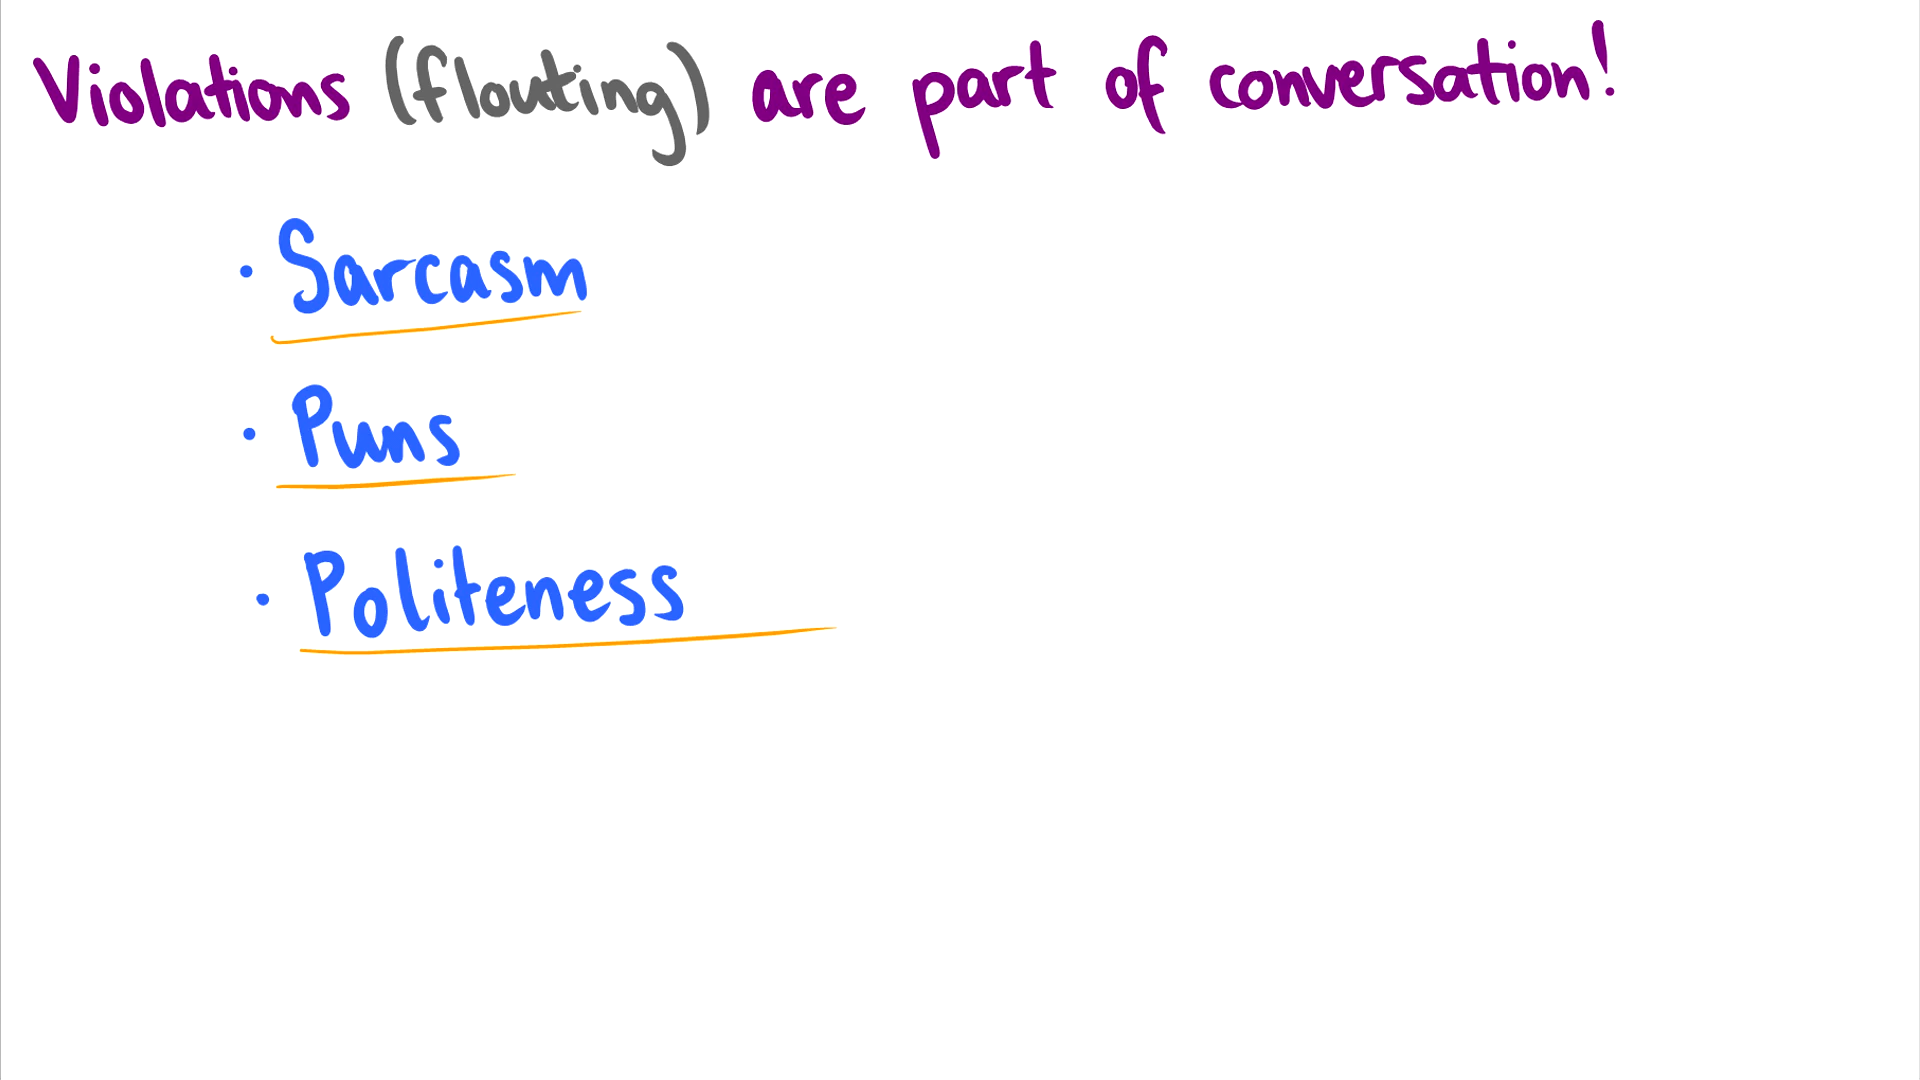 Violations (flouting) are part of conversation!
• Sarcasm
• Puns
• Politeness